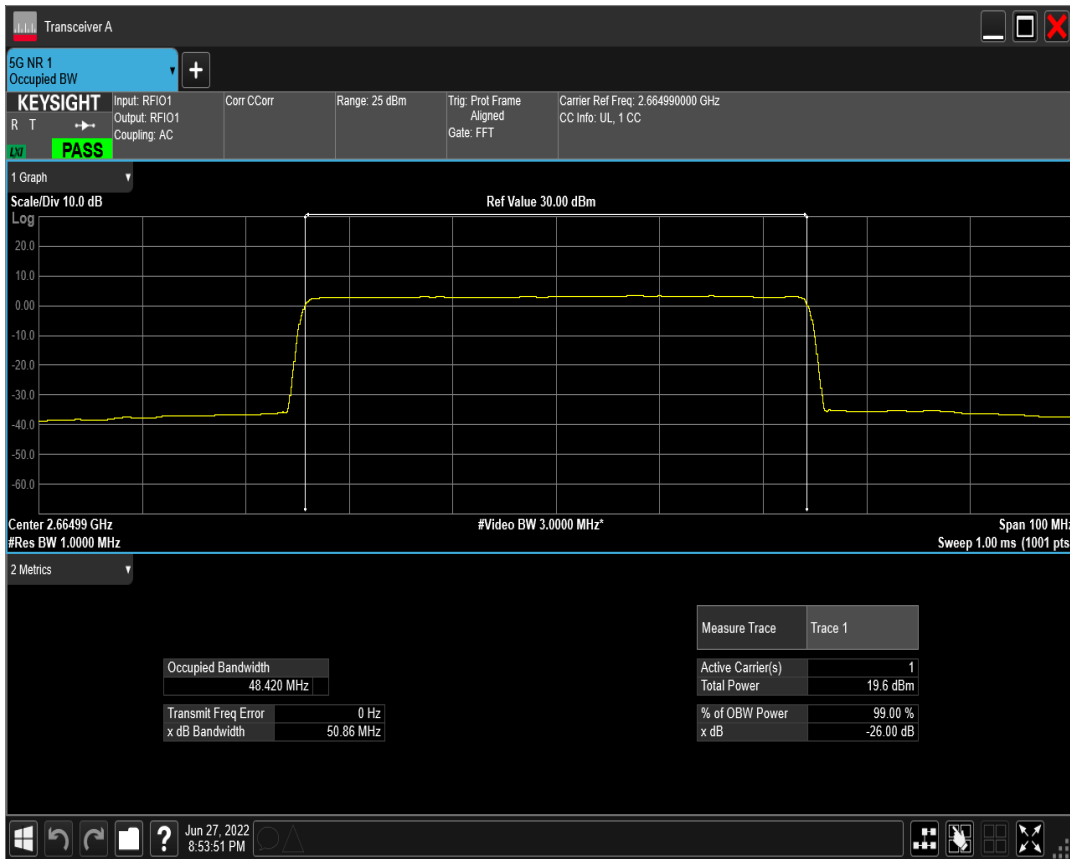 Transceiver A
5G NR 1
Occupied BW
+
KEYSIGHT
R T
LXI
PASS
Input: RFIO1
Output: RFIO1
Coupling: AC
Corr CCorr
Range: 25 dBm
Trig: Prot Frame
Aligned
Gate: FFT
Carrier Ref Freq: 2.664990000 GHz
CC Info: UL, 1 CC
1 Graph
Scale/Div 10.0 dB
Ref Value 30.00 dBm
Log
20.0
10.0
0.00
-10.0
-20.0
-30.0
-40.0
-50.0
-60.0
Center 2.66499 GHz
#Video BW 3.0000 MHz*
Span 100 MHz
#Res BW 1.0000 MHz
Sweep 1.00 ms (1001 pts
2 Metrics
Measure Trace Trace 1
Occupied Bandwidth
48.420 MHz
Active Carrier(s) 1
Total Power 19.6 dBm
Transmit Freq Error 0 Hz
x dB Bandwidth 50.86 MHz
% of OBW Power 99.00 %
x dB -26.00 dB
?
Jun 27, 2022
8:53:51 PM